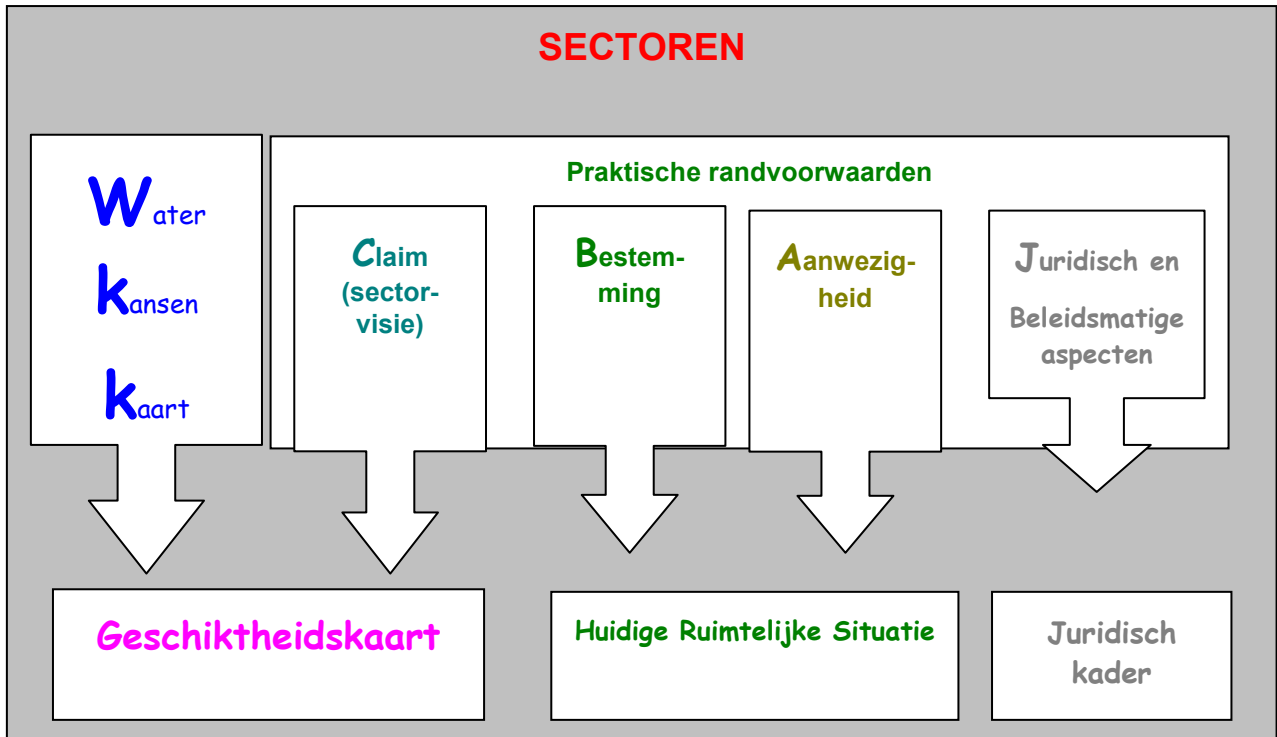 SECTOREN
Water
kansen
kaart
Praktische randvoorwaarden
Claim
(sector-
visie)
Bestem-
ming
Aanwezig-
heid
Juridisch en
Beleidsmatige
aspecten
Geschiktheidskaart
Huidige Ruimtelijke Situatie
Juridisch
kader